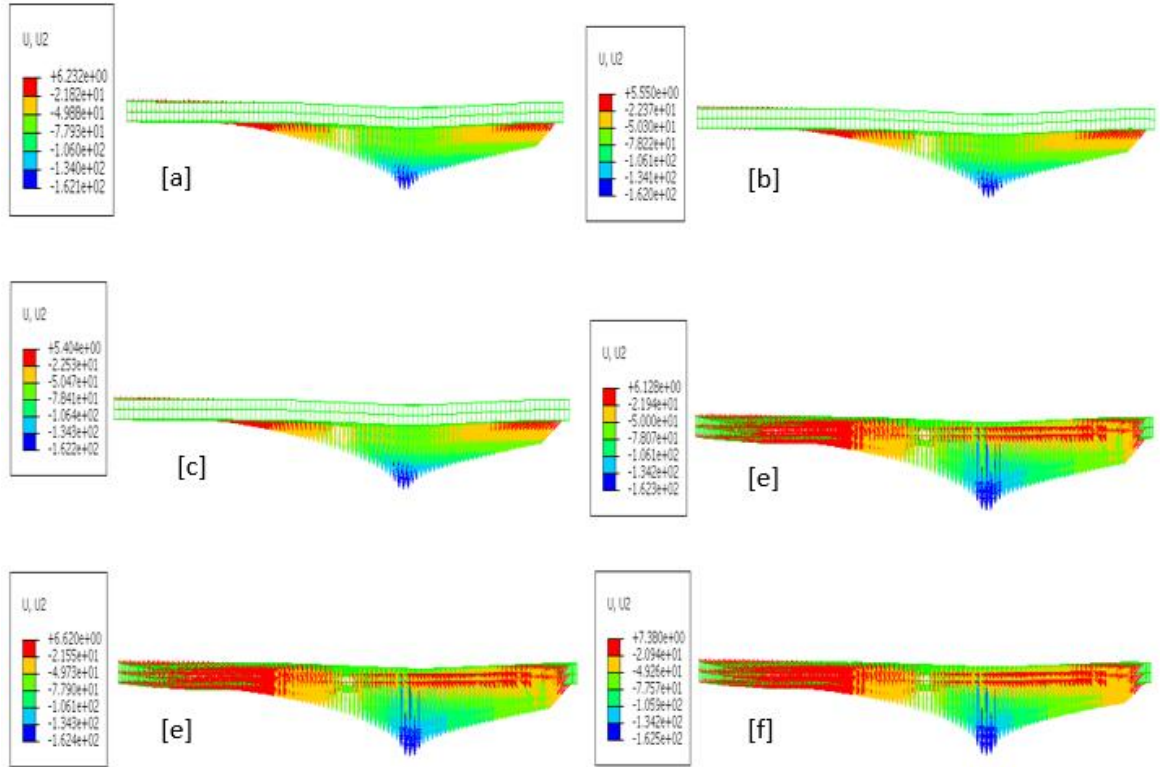 U, U2
+6.232e+00
-2.182e+01
-4.988e+01
-7.793e+01
-1.060e+02
-1.340e+02
-1.621e+02
[a]
U, U2
+5.550e+00
-2.237e+01
-5.030e+01
-7.822e+01
-1.061e+02
-1.341e+02
-1.620e+02
[b]
U, U2
+5.404e+00
-2.253e+01
-5.047e+01
-7.841e+01
-1.064e+02
-1.343e+02
-1.622e+02
[c]
U, U2
+6.128e+00
-2.194e+01
-5.000e+01
-7.807e+01
-1.061e+02
-1.342e+02
-1.623e+02
[e]
U, U2
+6.620e+00
-2.155e+01
-4.973e+01
-7.790e+01
-1.061e+02
-1.343e+02
-1.624e+02
[e]
U, U2
+7.380e+00
-2.094e+01
-4.926e+01
-7.757e+01
-1.059e+02
-1.342e+02
-1.625e+02
[f]